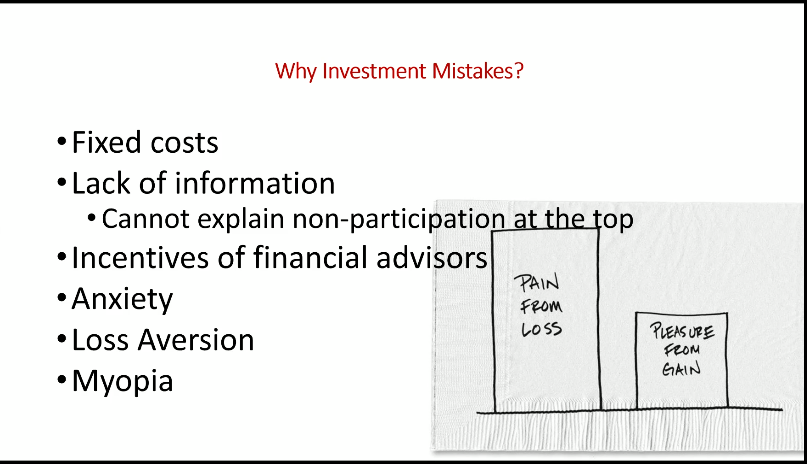 Why Investment Mistakes?
•Fixed costs
•Lack of information
•Cannot explain non-participation at the top
•Incentives of financial advisors
•Anxiety
•Loss Aversion
•Myopia
PAIN
FROM
LOSS
PLEASURE
FROM
GAIN